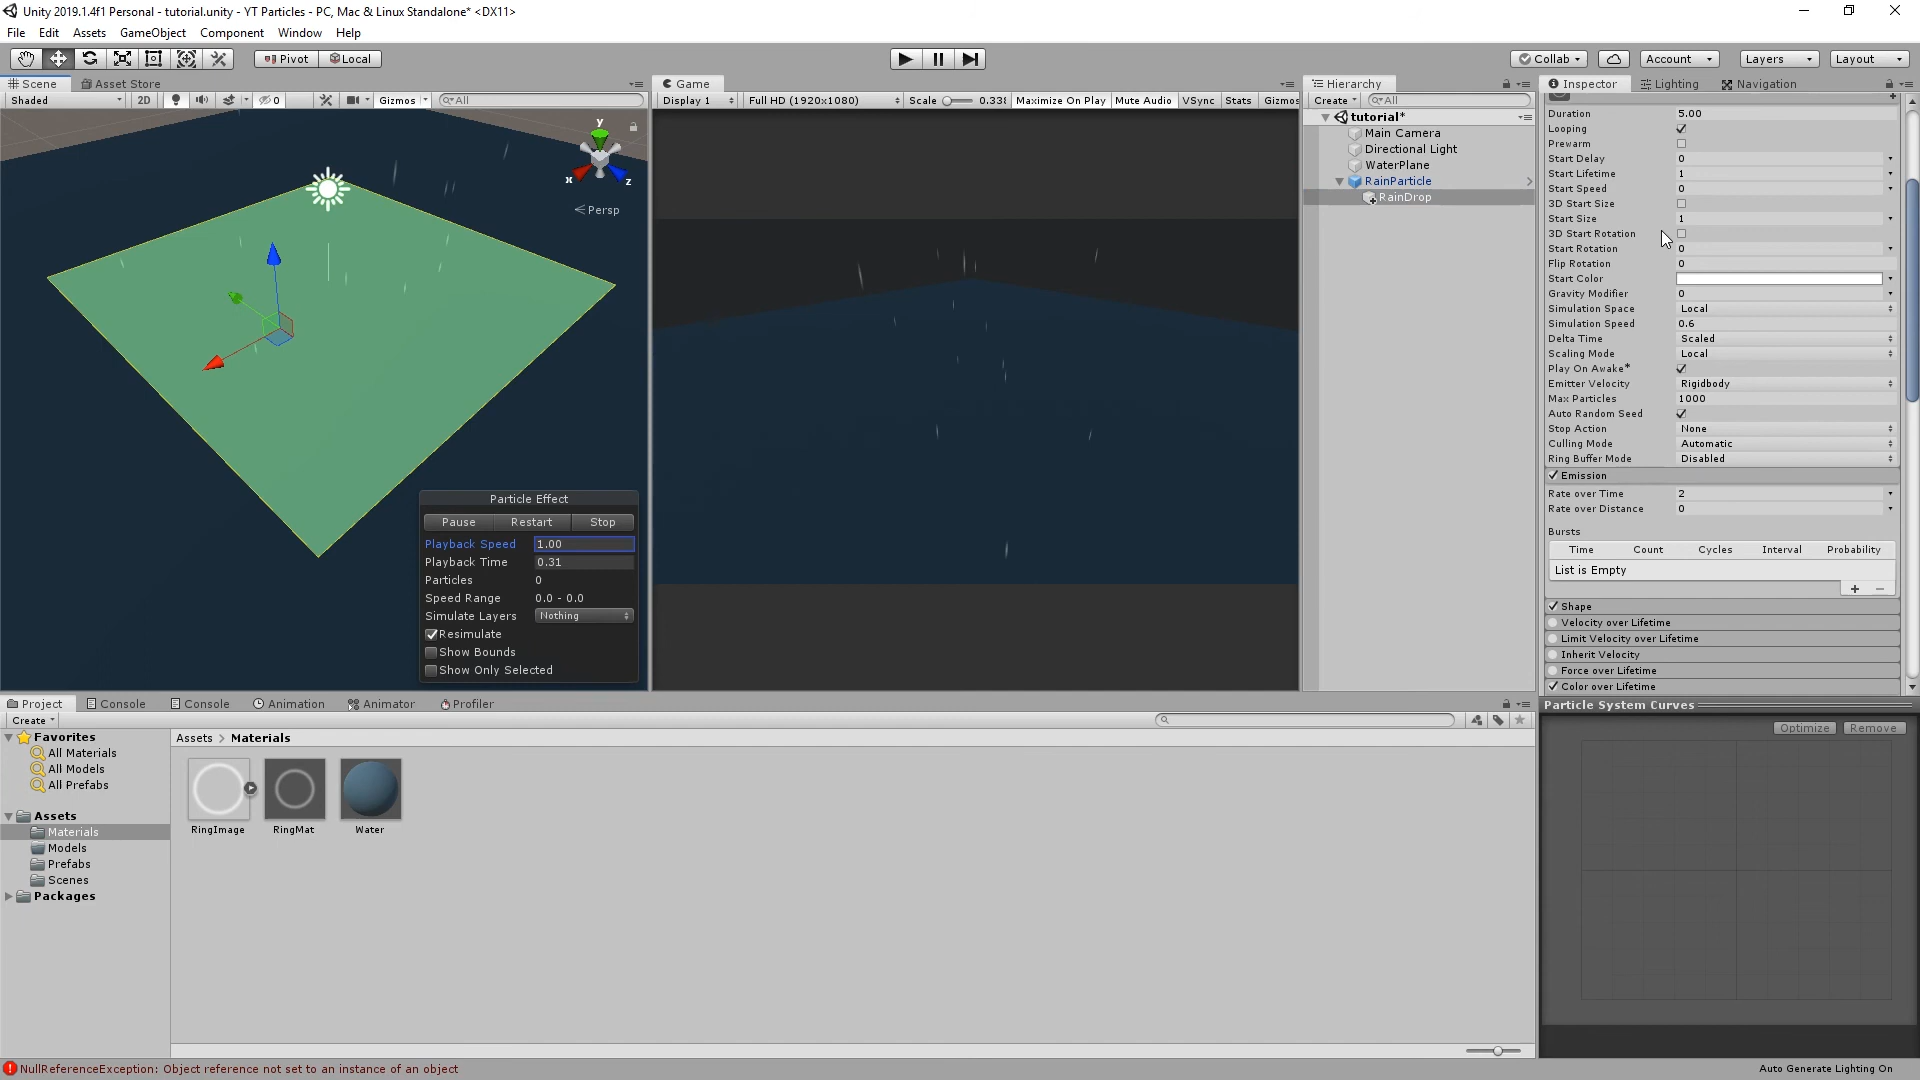 Unity 2019.1.4f1 Personal - tutorial.unity - YT Particles - PC, Mac & Linux Standalone* <DX11>
File Edit Assets GameObject Component Window Help
Pivot Local Collab Account Layers Layout
Scene Asset Store Game Hierarchy Inspector Lighting Navigation
Shaded 2D 0 Gizmos All Display 1 Full HD (1920x1080) Scale 0.338 Maximize On Play Mute Audio VSync Stats Gizmos Create All
y
x
z
Persp
tutorial*
Main Camera
Directional Light
WaterPlane
RainParticle
RainDrop
Duration 5.00
Looping
Prewarm
Start Delay 0
Start Lifetime 1
Start Speed 0
3D Start Size
Start Size 1
3D Start Rotation
Start Rotation 0
Flip Rotation 0
Start Color
Gravity Modifier 0
Simulation Space Local
Simulation Speed 0.6
Delta Time Scaled
Scaling Mode Local
Play On Awake*
Emitter Velocity Rigidbody
Max Particles 1000
Auto Random Seed
Stop Action None
Culling Mode Automatic
Ring Buffer Mode Disabled
Emission
Rate over Time 2
Rate over Distance 0
Bursts
Time Count Cycles Interval Probability
List is Empty
Shape
Velocity over Lifetime
Limit Velocity over Lifetime
Inherit Velocity
Force over Lifetime
Color over Lifetime
Particle System Curves
Optimize Remove
Particle Effect
Pause Restart Stop
Playback Speed 1.00
Playback Time 0.31
Particles 0
Speed Range 0.0 - 0.0
Simulate Layers Nothing
Resimulate
Show Bounds
Show Only Selected
Project Console Console Animation Animator Profiler
Create
Favorites
All Materials
All Models
All Prefabs
Assets
Materials
Models
Prefabs
Scenes
Packages
Assets > Materials
RingImage RingMat Water
NullReferenceException: Object reference not set to an instance of an object
Auto Generate Lighting On